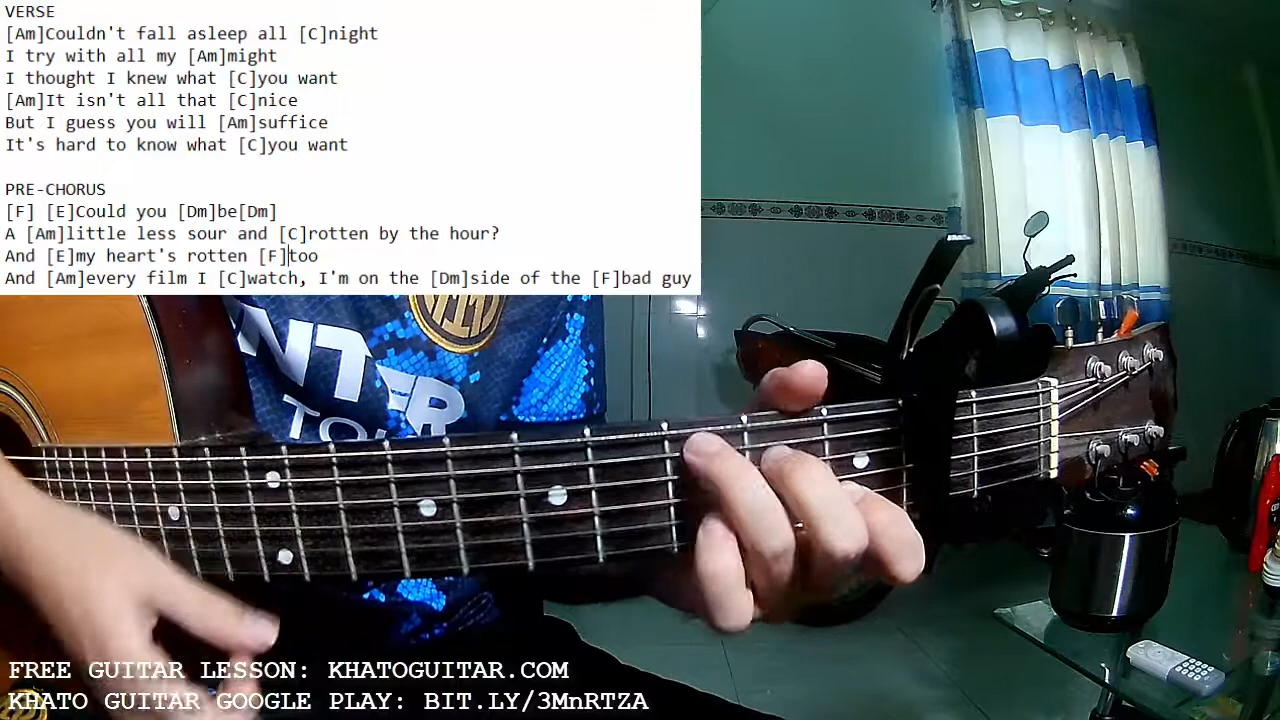 VERSE
[Am]Couldn't fall asleep all [C]night
I try with all my [Am]might
I thought I knew what [C]you want
[Am]It isn't all that [C]nice
But I guess you will [Am]suffice
It's hard to know what [C]you want
PRE-CHORUS
[F] [E]Could you [Dm]be[Dm]
A [Am]little less sour and [C]rotten by the hour?
And [E]my heart's rotten [F]too
And [Am]every film I [C]watch, I'm on the [Dm]side of the [F]bad guy
FREE GUITAR LESSON: KHATOGUITAR.COM
KHATO GUITAR GOOGLE PLAY: BIT.LY/3MnRTZA